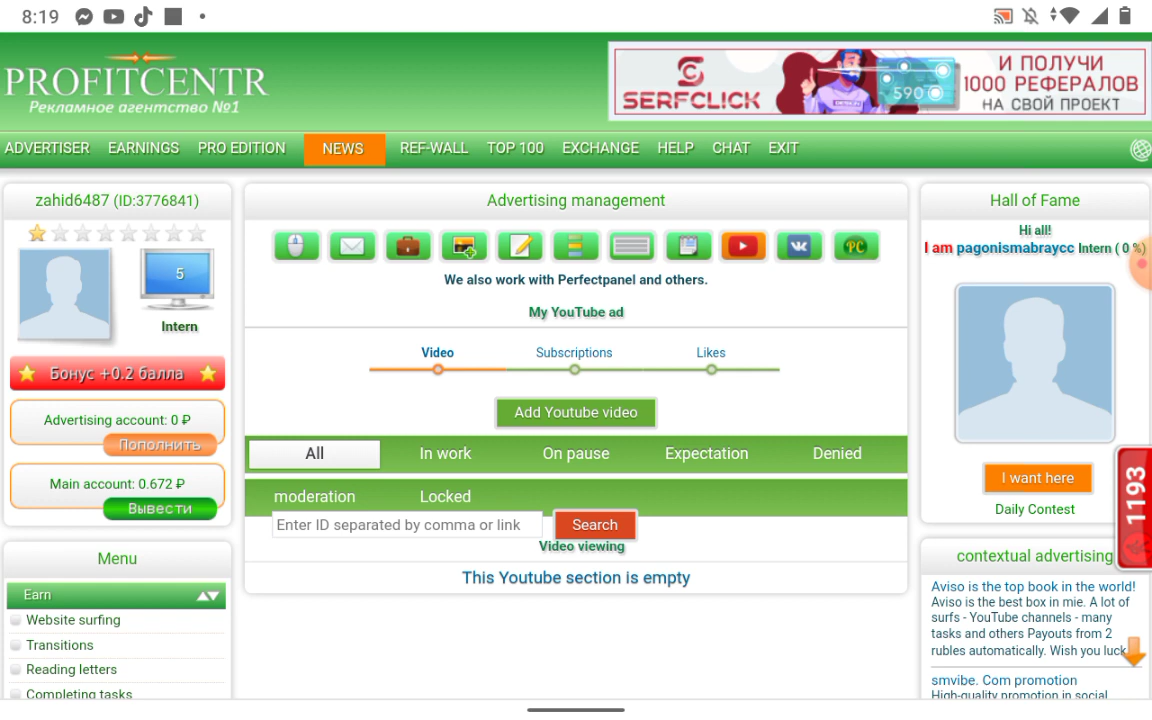 8:19
PROFITCENTR
Рекламное агентство №1
SERFCLICK
590
И ПОЛУЧИ
1000 РЕФЕРАЛОВ
НА СВОЙ ПРОЕКТ
ADVERTISER EARNINGS PRO EDITION NEWS REF-WALL TOP 100 EXCHANGE HELP CHAT EXIT
zahid6487 (ID:3776841)
5
Intern
Бонус +0.2 балла
Advertising account: 0 ₽
Пополнить
Main account: 0.672 ₽
Вывести
Menu
Earn
Website surfing
Transitions
Reading letters
Completing tasks
Advertising management
PC
We also work with Perfectpanel and others.
My YouTube ad
Video Subscriptions Likes
Add Youtube video
All In work On pause Expectation Denied
moderation Locked
Enter ID separated by comma or link Search
Video viewing
This Youtube section is empty
Hall of Fame
Hi all!
I am pagonismabraycc Intern ( 0 %)
I want here
Daily Contest
1193
contextual advertising
Aviso is the top book in the world!
Aviso is the best box in mie. A lot of
surfs - YouTube channels - many
tasks and others Payouts from 2
rubles automatically. Wish you luck
smvibe. Com promotion
High-quality promotion in social